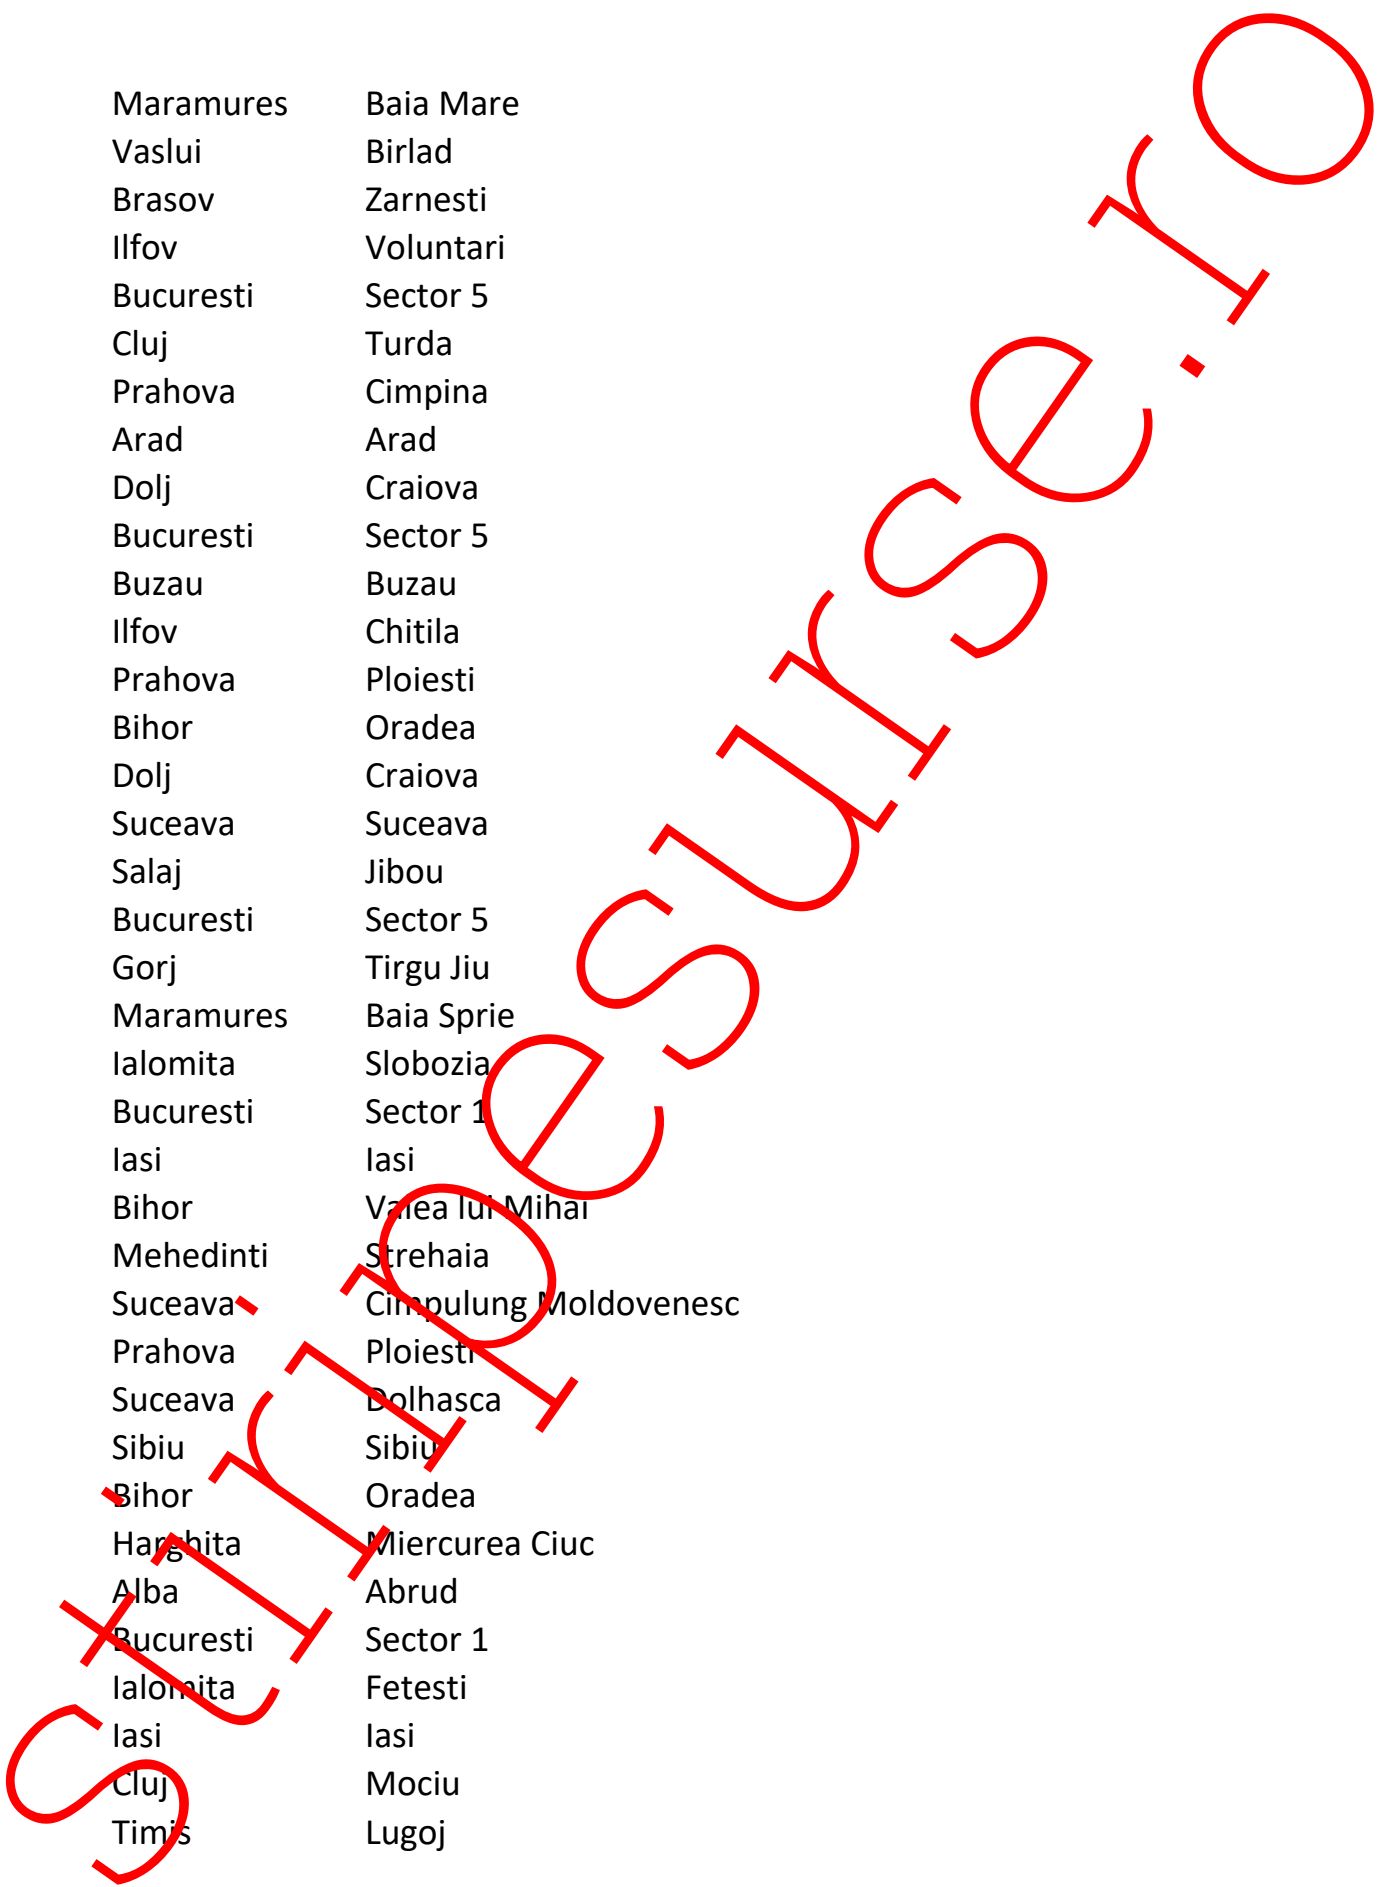 Maramures Baia Mare
Vaslui Birlad
Brasov Zarnesti
Ilfov Voluntari
Bucuresti Sector 5
Cluj Turda
Prahova Cimpina
Arad Arad
Dolj Craiova
Bucuresti Sector 5
Buzau Buzau
Ilfov Chitila
Prahova Ploiesti
Bihor Oradea
Dolj Craiova
Suceava Suceava
Salaj Jibou
Bucuresti Sector 5
Gorj Tirgu Jiu
Maramures Baia Sprie
Ialomita Slobozia
Bucuresti Sector 1
Iasi Iasi
Bihor Valea lui Mihai
Mehedinti Strehaia
Suceava Cimpulung Moldovenesc
Prahova Ploiesti
Suceava Dolhasca
Sibiu Sibiu
Bihor Oradea
Harghita Miercurea Ciuc
Alba Abrud
Bucuresti Sector 1
Ialomita Fetesti
Iasi Iasi
Cluj Mociu
Timis Lugoj
stiripesurse.ro